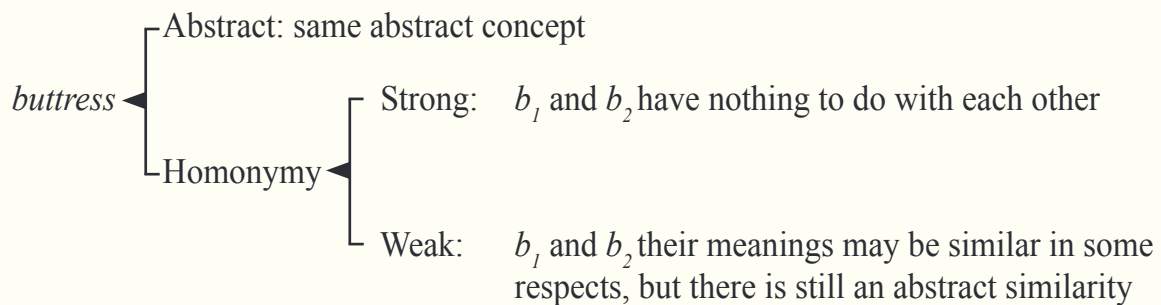 Abstract: same abstract concept
buttress
Strong: b₁ and b₂ have nothing to do with each other
Homonymy
Weak: b₁ and b₂ their meanings may be similar in some
respects, but there is still an abstract similarity